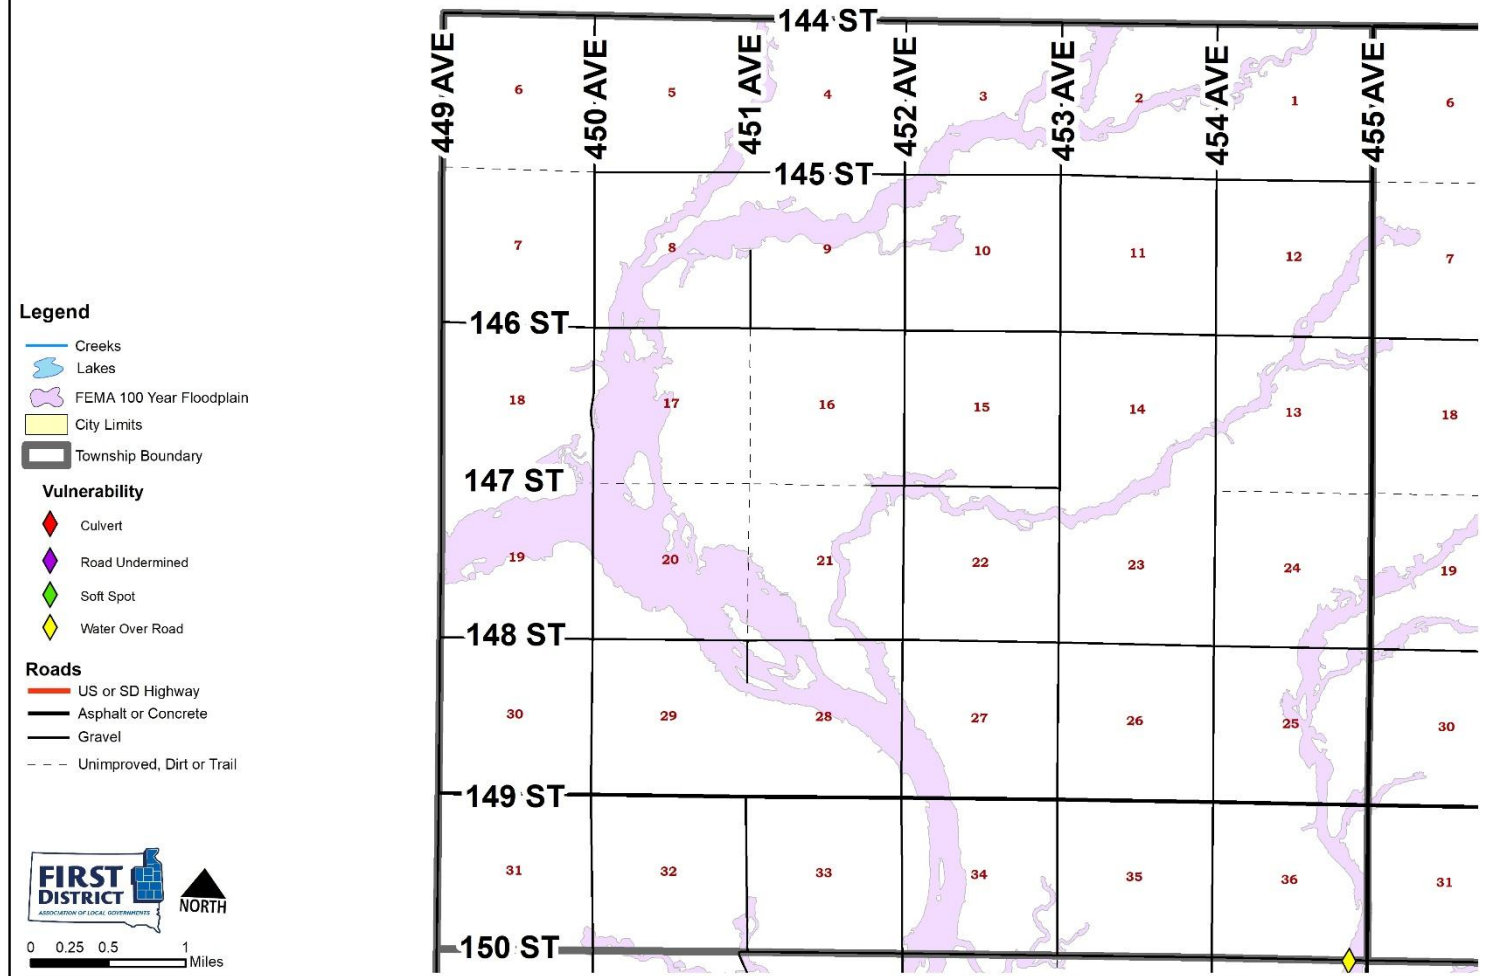 144 ST
449 AVE
450 AVE
451 AVE
452 AVE
453 AVE
454 AVE
455 AVE
6 5 4 3 2 1 6
145 ST
7 8 9 10 11 12 7
146 ST
18 17 16 15 14 13 18
147 ST
19 20 21 22 23 24 19
148 ST
30 29 28 27 26 25 30
149 ST
31 32 33 34 35 36 31
150 ST
Legend
Creeks
Lakes
FEMA 100 Year Floodplain
City Limits
Township Boundary
Vulnerability
Culvert
Road Undermined
Soft Spot
Water Over Road
Roads
US or SD Highway
Asphalt or Concrete
Gravel
Unimproved, Dirt or Trail
FIRST
DISTRICT
ASSOCIATION OF LOCAL GOVERNMENTS
NORTH
0 0.25 0.5 1
Miles